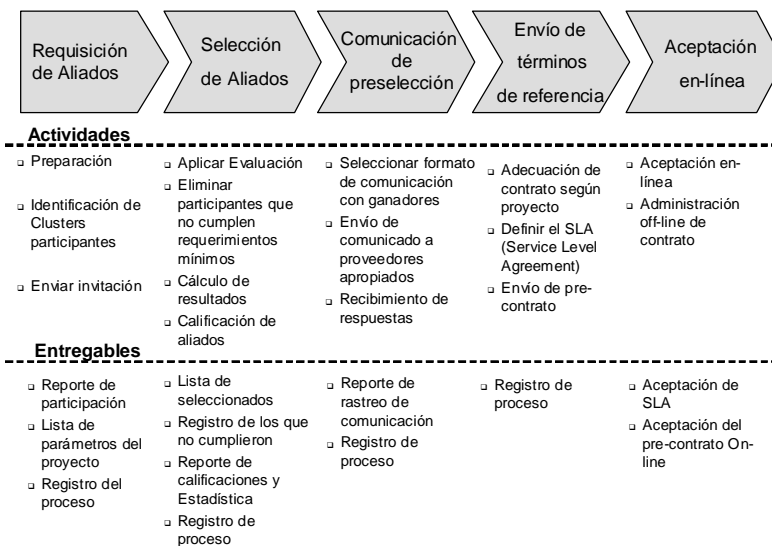 Requisición
de Aliados
Selección
de Aliados
Comunicación
de
preselección
Envío de
términos
de referencia
Aceptación
en-línea
Actividades
Preparación
Identificación de
Clusters
participantes
Enviar invitación
Aplicar Evaluación
Eliminar
participantes que
no cumplen
requerimientos
mínimos
Cálculo de
resultados
Calificación de
aliados
Seleccionar formato
de comunicación
con ganadores
Envío de
comunicado a
proveedores
apropiados
Recibimiento de
respuestas
Adecuación de
contrato según
proyecto
Definir el SLA
(Service Level
Agreement)
Envío de pre-
contrato
Aceptación en-
línea
Administración
off-line de
contrato
Entregables
Reporte de
participación
Lista de
parámetros del
proyecto
Registro del
proceso
Lista de
seleccionados
Registro de los que
no cumplieron
Reporte de
calificaciones y
Estadística
Registro de
proceso
Reporte de
rastreo de
comunicación
Registro de
proceso
Registro de
proceso
Aceptación de
SLA
Aceptación del
pre-contrato On-
line